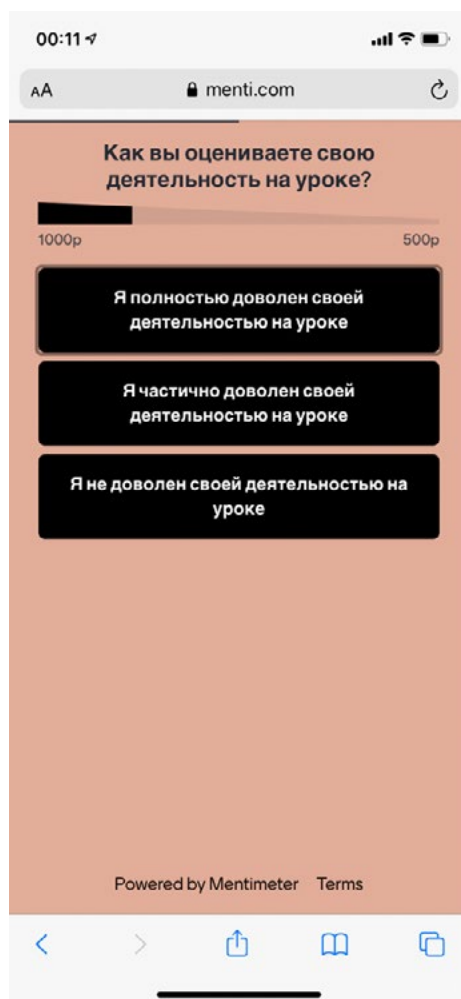 00:11
AA menti.com
Как вы оцениваете свою
деятельность на уроке?
1000p 500p
Я полностью доволен своей
деятельностью на уроке
Я частично доволен своей
деятельностью на уроке
Я не доволен своей деятельностью на
уроке
Powered by Mentimeter Terms